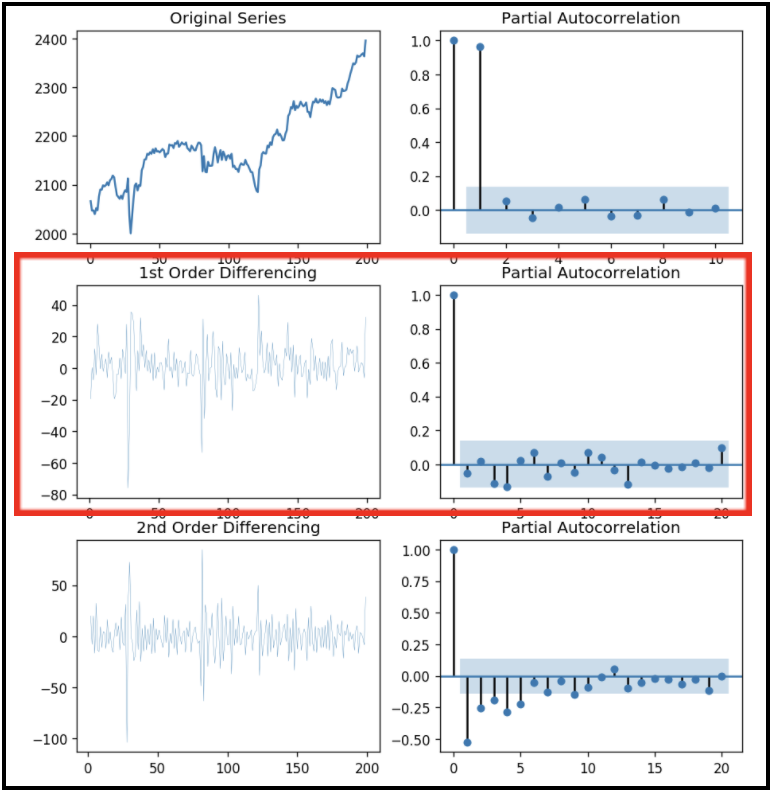 Original Series
2400
2300
2200
2100
2000
0 50 100 150 200
Partial Autocorrelation
1.0
0.8
0.6
0.4
0.2
0.0
0 2 4 6 8 10
1st Order Differencing
40
20
0
−20
−40
−60
−80
0 50 100 150 200
Partial Autocorrelation
1.0
0.8
0.6
0.4
0.2
0.0
0 5 10 15 20
2nd Order Differencing
50
0
−50
−100
0 50 100 150 200
Partial Autocorrelation
1.00
0.75
0.50
0.25
0.00
−0.25
−0.50
0 5 10 15 20